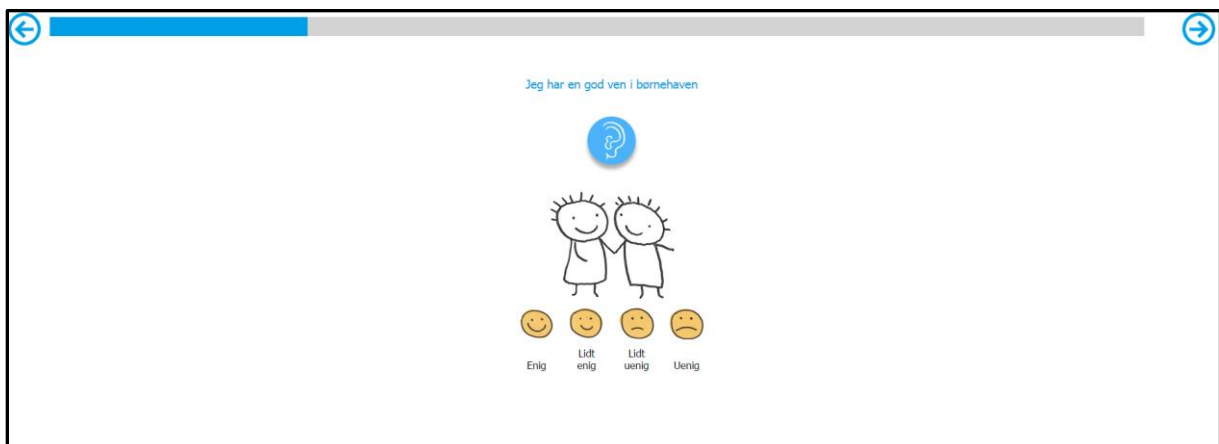 Jeg har en god ven i børnehaven
Enig
Lidt
enig
Lidt
uenig
Uenig